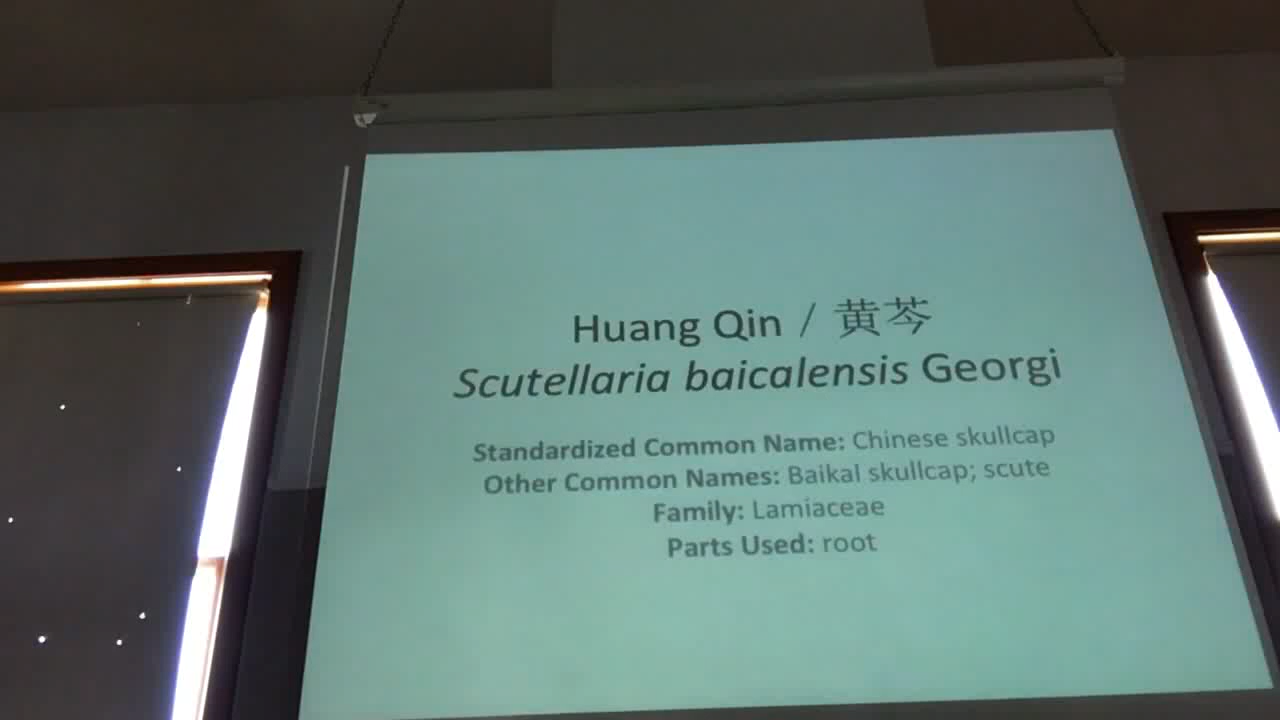 Huang Qin / 黄芩
Scutellaria baicalensis Georgi
Standardized Common Name: Chinese skullcap
Other Common Names: Baikal skullcap; scute
Family: Lamiaceae
Parts Used: root